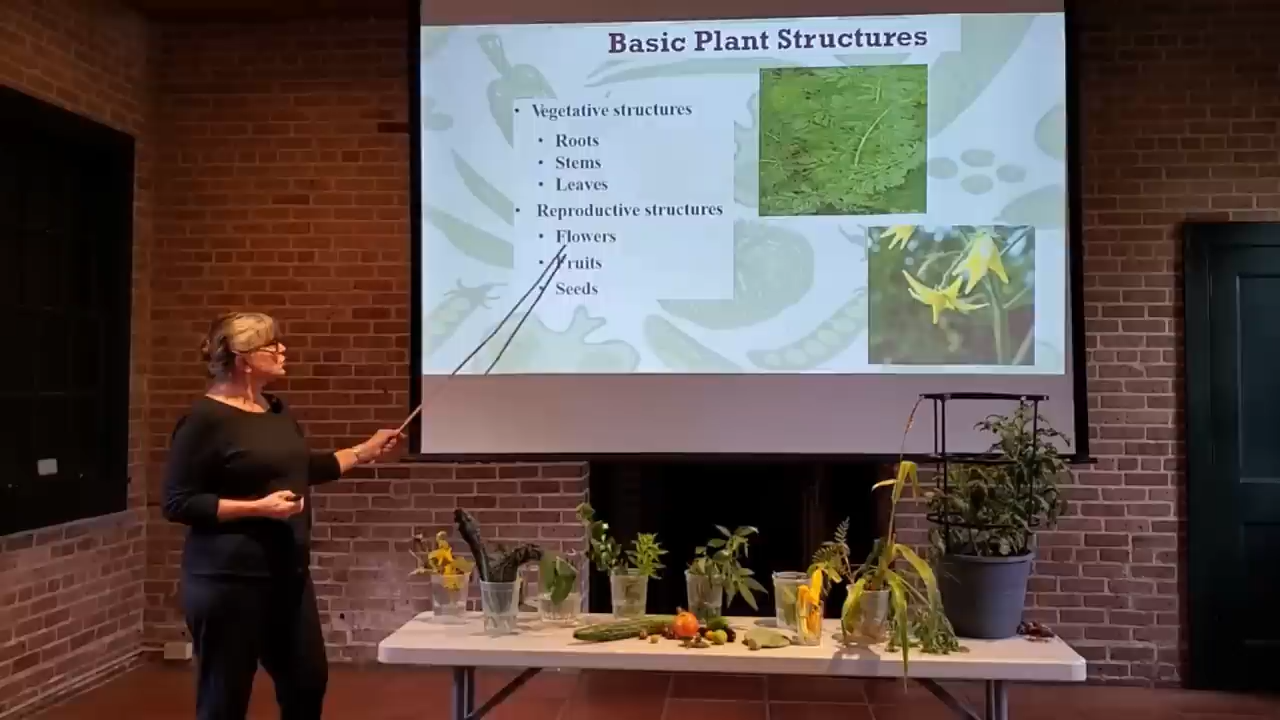 Basic Plant Structures
• Vegetative structures
• Roots
• Stems
• Leaves
• Reproductive structures
• Flowers
• Fruits
• Seeds